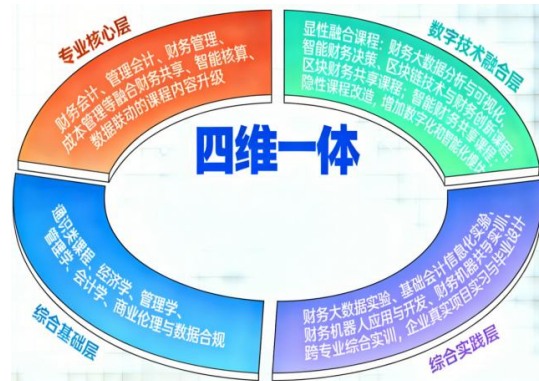 专业核心层
财务会计、管理会计、财务管理、
成本管理等融合财务共享、智能核算、
数据联动的课程内容升级
数字技术融合层
显性融合课程：财务大数据分析与可视化、
智能财务决策、区块链技术与财务创新课程；
区块财务共享课程：智能财务共享课程；
隐性课程改造，增加数字化和智能化模块
四维一体
通识类课程、经济学、管理学、
管理学、会计学、商业伦理与数据合规
综合基础层
财务大数据实验、基础会计信息化实验
财务机器人应用与开发、财务机器共与实训、
跨专业综合实训，企业真实项目实习与毕业设计
综合实践层